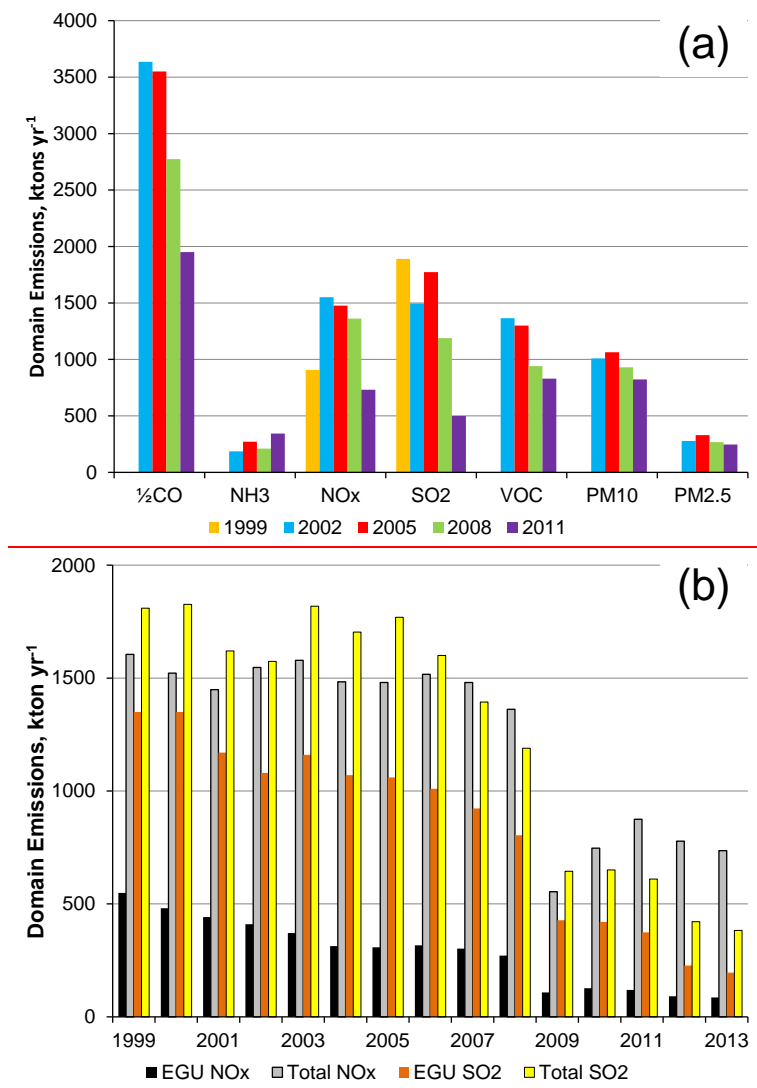 (a)
Domain Emissions, ktons yr-1
4000
3500
3000
2500
2000
1500
1000
500
0
½CO NH3 NOx SO2 VOC PM10 PM2.5
1999 2002 2005 2008 2011
(b)
Domain Emissions, kton yr-1
2000
1500
1000
500
0
1999 2001 2003 2005 2007 2009 2011 2013
EGU NOx Total NOx EGU SO2 Total SO2